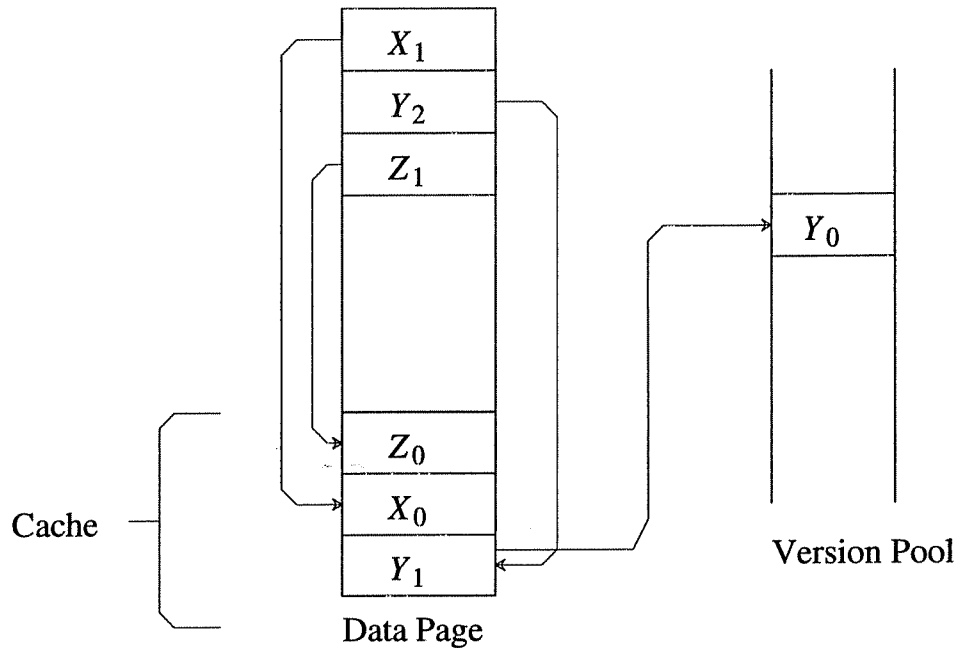 X₁
Y₂
Z₁
Y₀
Z₀
X₀
Cache
Version Pool
Y₁
Data Page